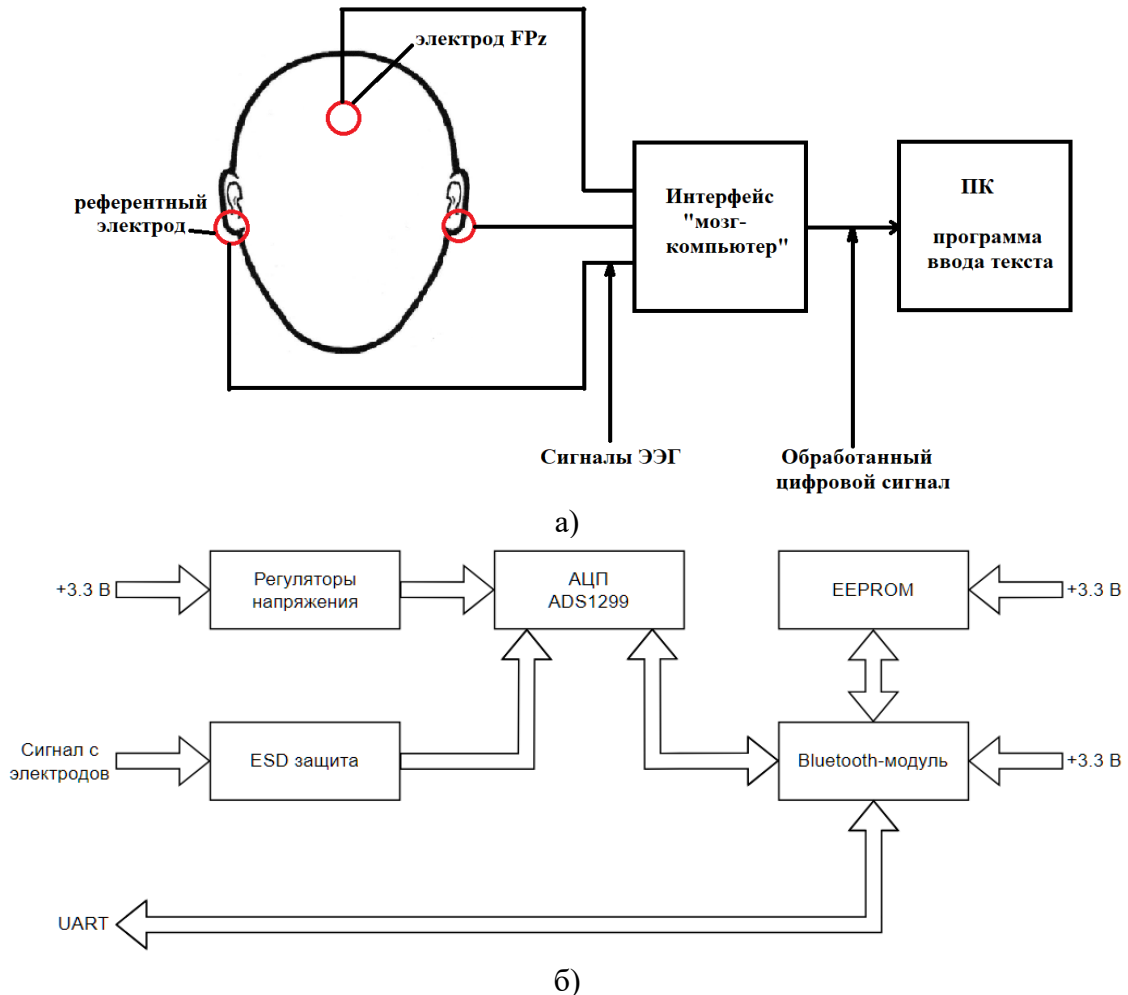 электрод FPz
референтный
электрод
Интерфейс
"мозг-
компьютер"
ПК
программа
ввода текста
Сигналы ЭЭГ
Обработанный
цифровой сигнал
а)
+3.3 В
Регуляторы
напряжения
АЦП
ADS1299
EEPROM
+3.3 В
Сигнал с
электродов
ESD защита
Bluetooth-модуль
+3.3 В
UART
б)